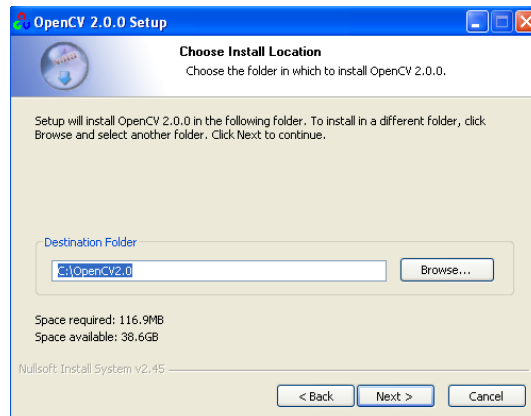 OpenCV 2.0.0 Setup
Choose Install Location
Choose the folder in which to install OpenCV 2.0.0.
Setup will install OpenCV 2.0.0 in the following folder. To install in a different folder, click
Browse and select another folder. Click Next to continue.
Destination Folder
C:\OpenCV2.0
Browse...
Space required: 116.9MB
Space available: 38.6GB
Nullsoft Install System v2.45
< Back
Next >
Cancel